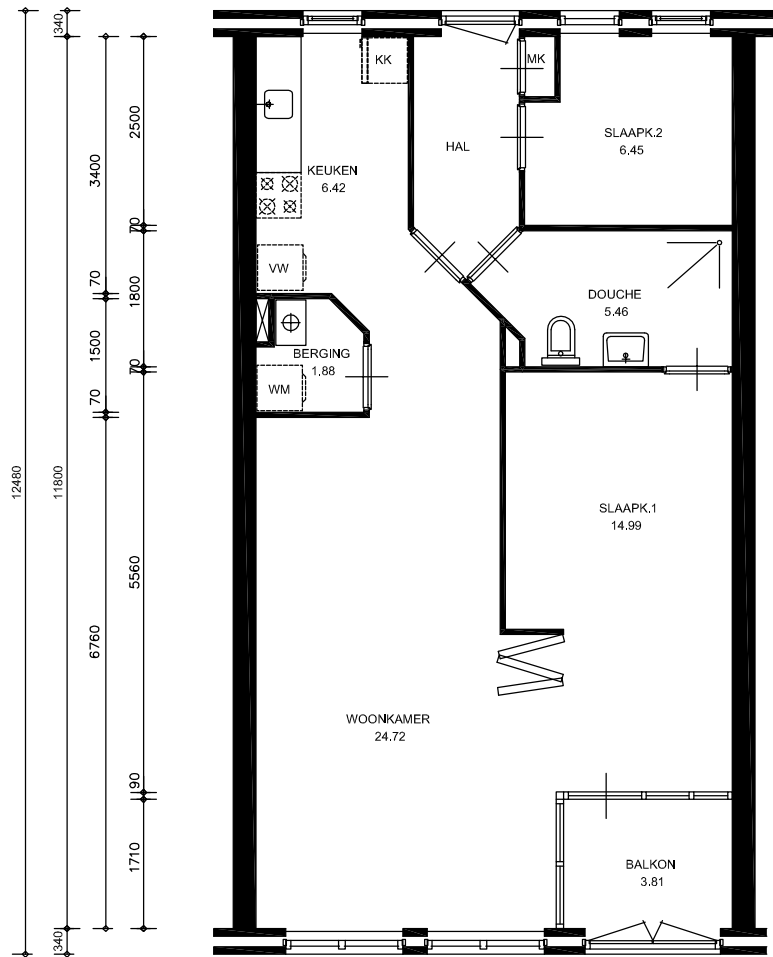 340
KK
MK
2500
SLAAPK.2
6.45
HAL
3400
KEUKEN
6.42
70
VW
70
1800
DOUCHE
5.46
1500
BERGING
1.88
70
WM
70
12480
11800
SLAAPK.1
14.99
5560
6760
WOONKAMER
24.72
90
1710
BALKON
3.81
340